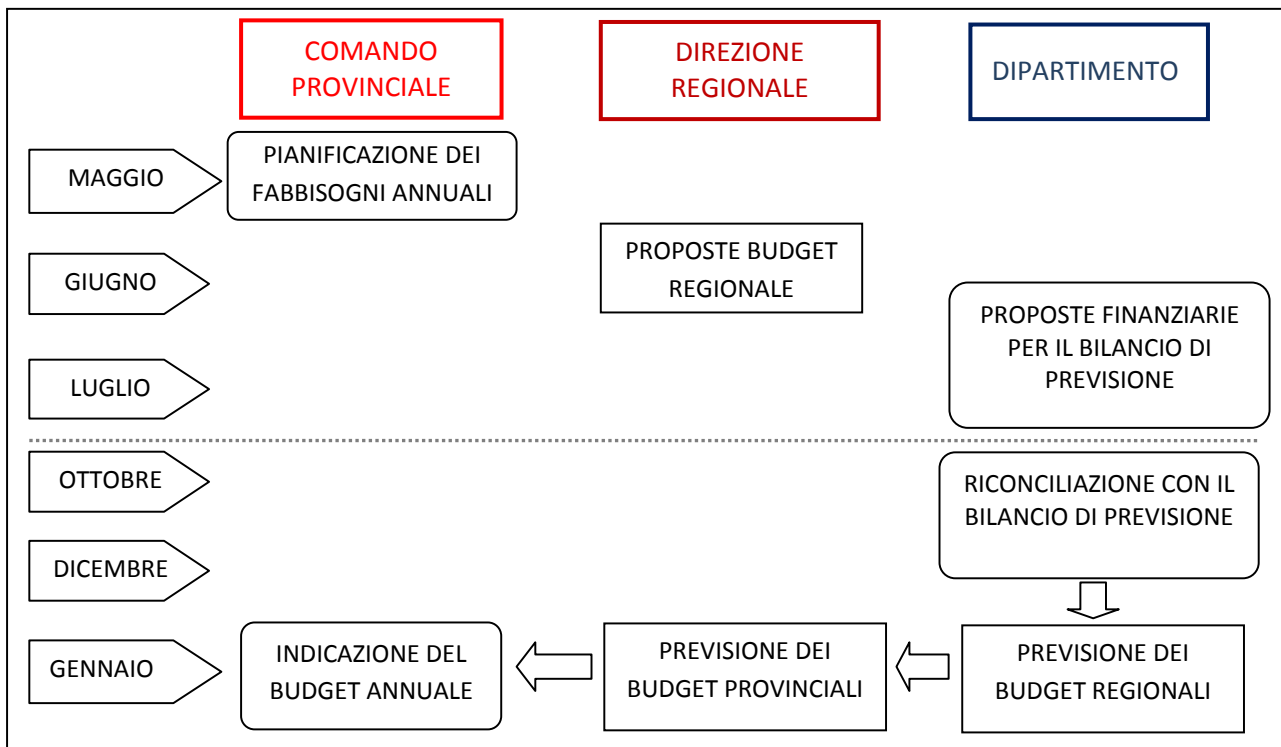 COMANDO
PROVINCIALE
DIREZIONE
REGIONALE
DIPARTIMENTO
MAGGIO
PIANIFICAZIONE DEI
FABBISOGNI ANNUALI
GIUGNO
PROPOSTE BUDGET
REGIONALE
PROPOSTE FINANZIARIE
PER IL BILANCIO DI
PREVISIONE
LUGLIO
OTTOBRE
RICONCILIAZIONE CON IL
BILANCIO DI PREVISIONE
DICEMBRE
GENNAIO
INDICAZIONE DEL
BUDGET ANNUALE
PREVISIONE DEI
BUDGET PROVINCIALI
PREVISIONE DEI
BUDGET REGIONALI